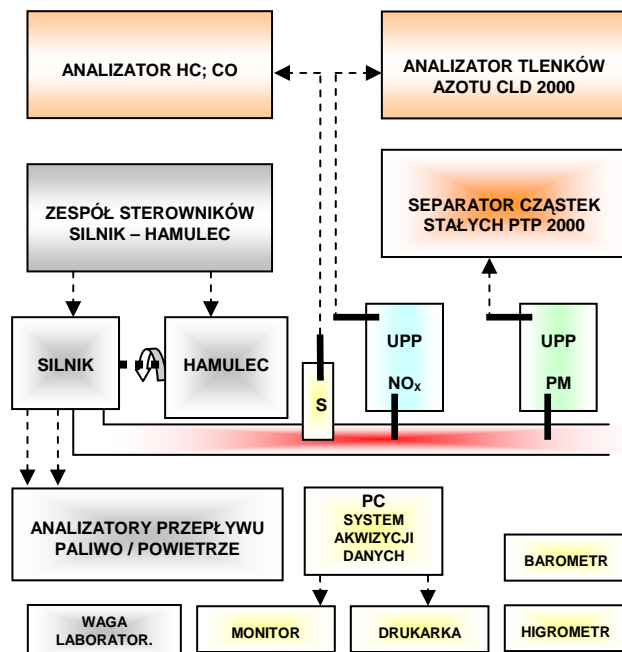 ANALIZATOR HC; CO
ANALIZATOR TLENKÓW
AZOTU CLD 2000
ZESPÓŁ STEROWNIKÓW
SILNIK – HAMULEC
SEPARATOR CZĄSTEK
STAŁYCH PTP 2000
SILNIK
HAMULEC
S
UPP
NOx
UPP
PM
ANALIZATORY PRZEPŁYWU
PALIWO / POWIETRZE
PC
SYSTEM
AKWIZYCJI
DANYCH
BAROMETR
WAGA
LABORATOR.
MONITOR
DRUKARKA
HIGROMETR